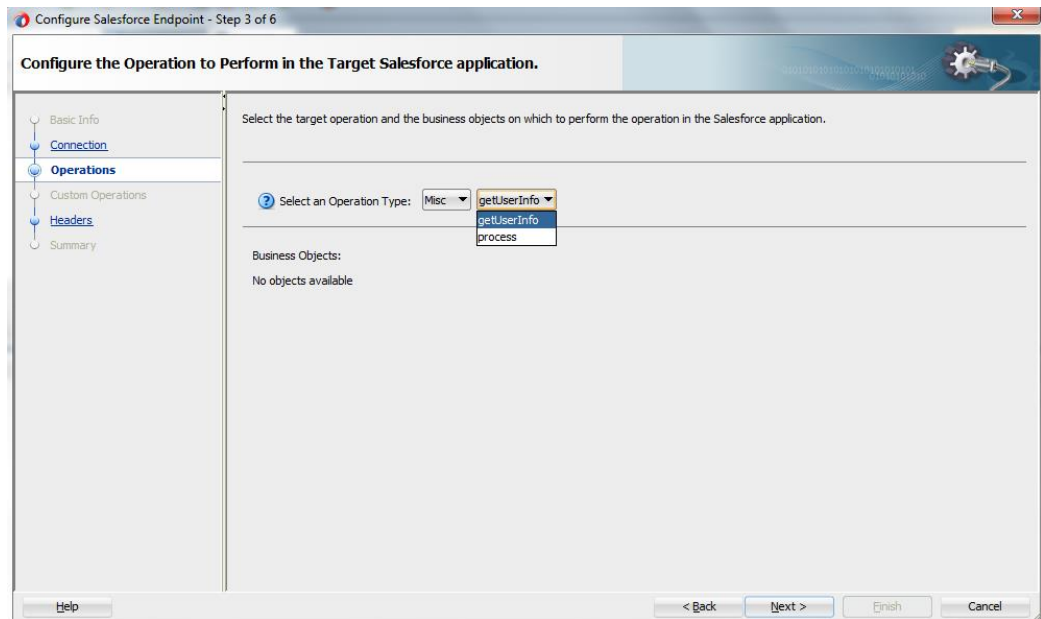 Configure Salesforce Endpoint - Step 3 of 6
x
Configure the Operation to Perform in the Target Salesforce application.
Basic Info
Connection
Operations
Custom Operations
Headers
Summary
Select the target operation and the business objects on which to perform the operation in the Salesforce application.
? Select an Operation Type: Misc getUserInfo
getUserInfo
process
Business Objects:
No objects available
Help
< Back
Next >
Finish
Cancel